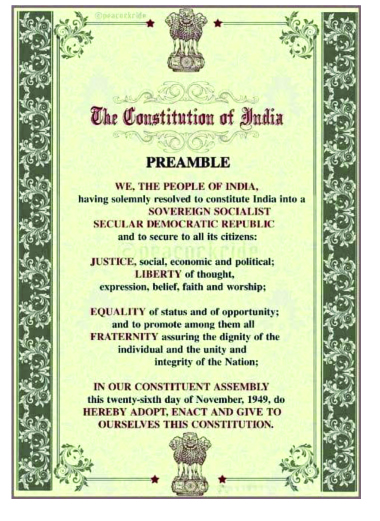 @peacockride
The Constitution of India
PREAMBLE
WE, THE PEOPLE OF INDIA,
having solemnly resolved to constitute India into a
SOVEREIGN SOCIALIST
SECULAR DEMOCRATIC REPUBLIC
and to secure to all its citizens:
@peacockride
JUSTICE, social, economic and political;
LIBERTY of thought,
expression, belief, faith and worship;
EQUALITY of status and of opportunity;
and to promote among them all
FRATERNITY assuring the dignity of the
individual and the unity and
integrity of the Nation;
IN OUR CONSTITUENT ASSEMBLY
this twenty-sixth day of November, 1949, do
HEREBY ADOPT, ENACT AND GIVE TO
OURSELVES THIS CONSTITUTION.